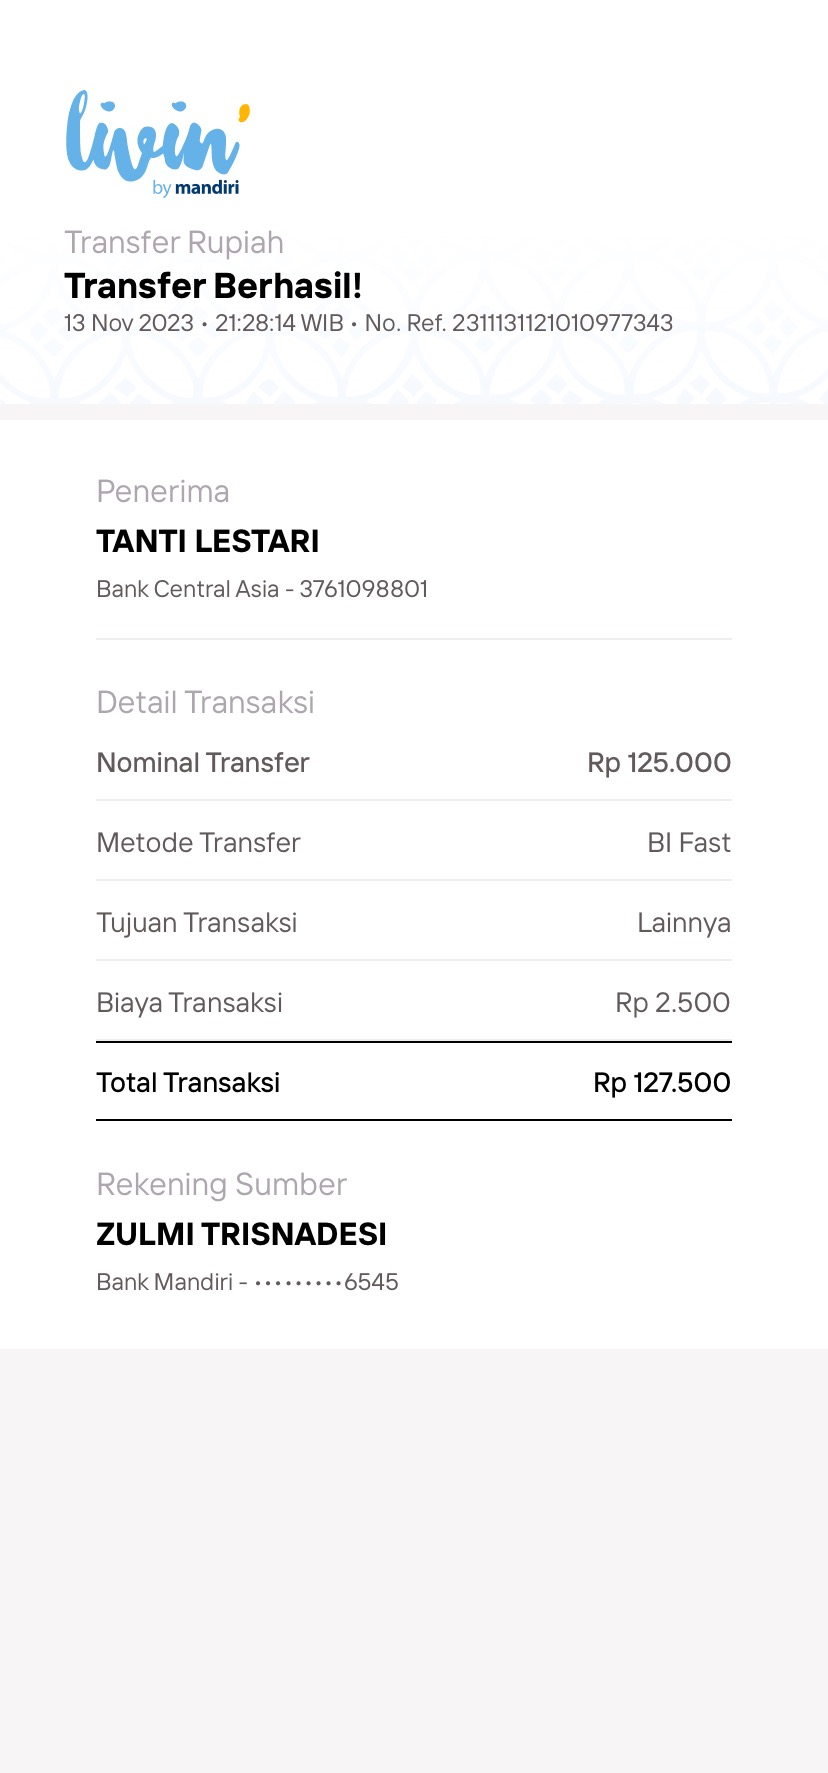 livin'
by mandiri
Transfer Rupiah
Transfer Berhasil!
13 Nov 2023 • 21:28:14 WIB • No. Ref. 2311131121010977343
Penerima
TANTI LESTARI
Bank Central Asia - 3761098801
Detail Transaksi
Nominal Transfer Rp 125.000
Metode Transfer BI Fast
Tujuan Transaksi Lainnya
Biaya Transaksi Rp 2.500
Total Transaksi Rp 127.500
Rekening Sumber
ZULMI TRISNADESI
Bank Mandiri - •••••••••6545